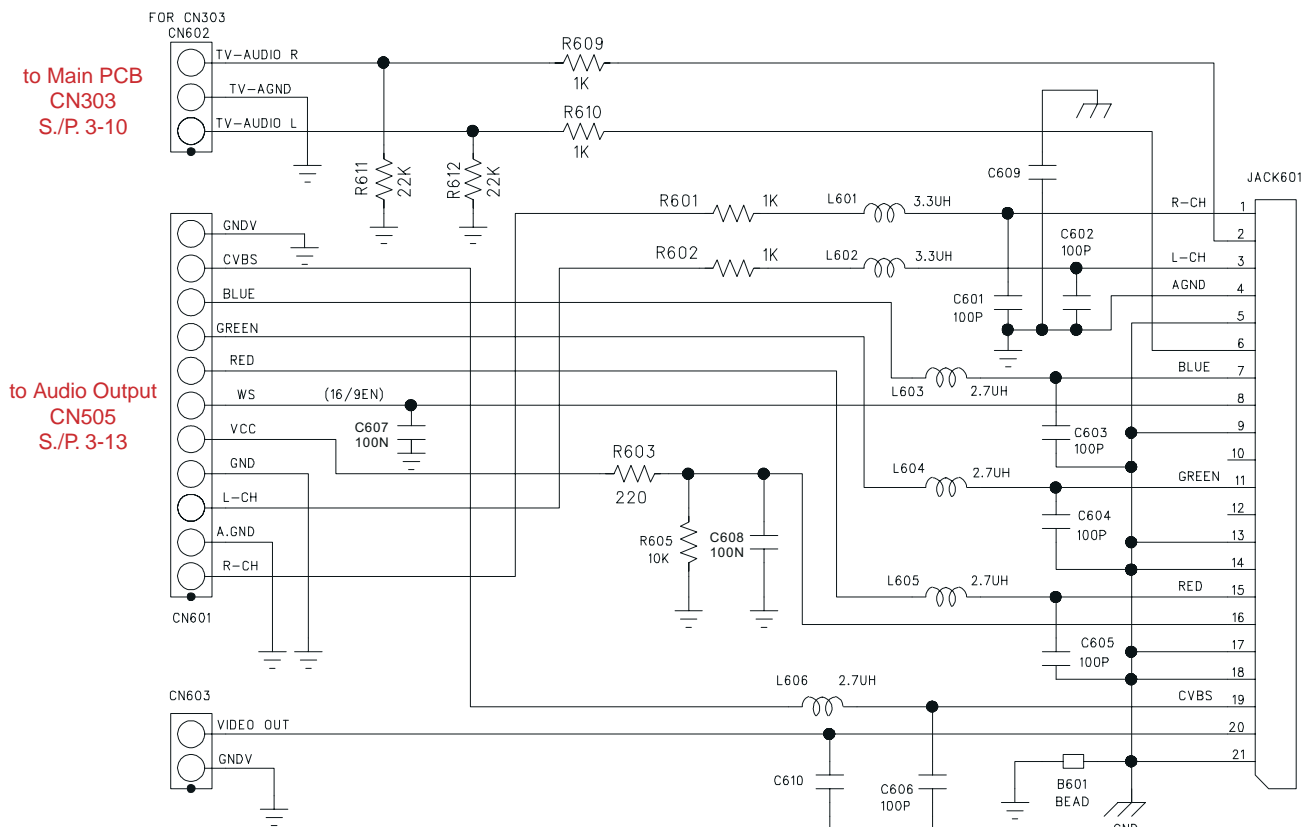 FOR CN303
CN602
TV-AUDIO R
TV-AGND
TV-AUDIO L
to Main PCB
CN303
S./P. 3-10
R609
1K
R610
1K
R611
22K
R612
22K
C609
JACK601
GNDV
CVBS
BLUE
GREEN
RED
WS
(16/9EN)
VCC
GND
L-CH
A.GND
R-CH
CN601
to Audio Output
CN505
S./P. 3-13
R601
1K
L601
3.3UH
R602
1K
L602
3.3UH
C601
100P
C602
100P
C607
100N
R603
220
R605
10K
C608
100N
L603
2.7UH
C603
100P
L604
2.7UH
C604
100P
L605
2.7UH
C605
100P
L606
2.7UH
C610
C606
100P
B601
BEAD
GND
CN603
VIDEO OUT
GNDV
R-CH
1
2
L-CH
3
AGND
4
5
6
BLUE
7
8
9
10
GREEN
11
12
13
14
RED
15
16
17
18
CVBS
19
20
21